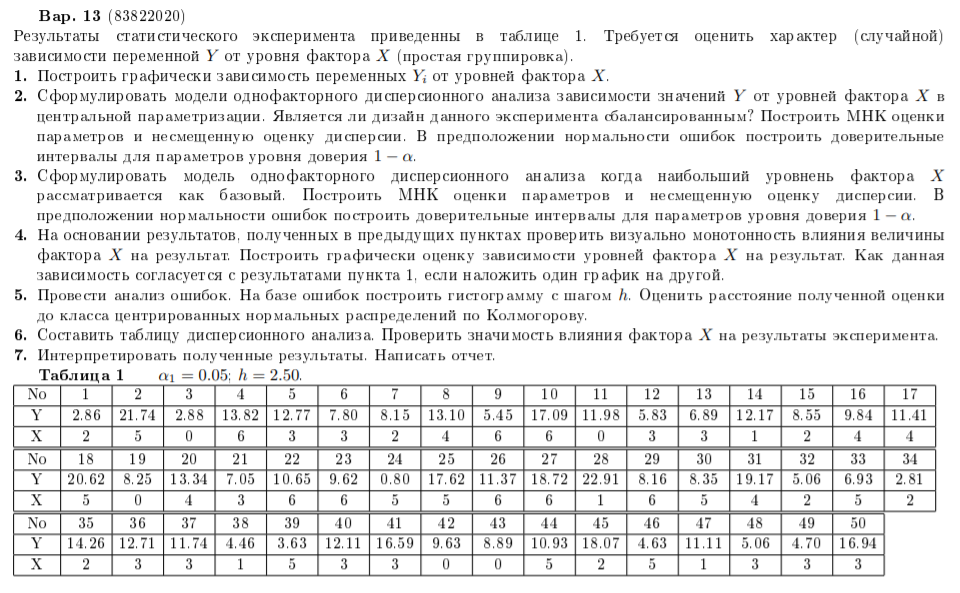 Вар. 13 (83822020)
Результаты статистического эксперимента приведенны в таблице 1. Требуется оценить характер (случайной)
зависимости переменной Y от уровня фактора X (простая группировка).
1. Построить графически зависимость переменных Yi от уровней фактора X.
2. Сформулировать модели однофакторного дисперсионного анализа зависимости значений Y от уровней фактора X в
центральной параметризации. Является ли дизайн данного эксперимента сбалансированным? Построить МНК оценки
параметров и несмещенную оценку дисперсии. В предположении нормальности ошибок построить доверительные
интервалы для параметров уровня доверия 1 − α.
3. Сформулировать модель однофакторного дисперсионного анализа когда наибольший уровнень фактора X
рассматривается как базовый. Построить МНК оценки параметров и несмещенную оценку дисперсии. В
предположении нормальности ошибок построить доверительные интервалы для параметров уровня доверия 1 − α.
4. На основании результатов, полученных в предыдущих пунктах проверить визуально монотонность влияния величины
фактора X на результат. Построить графически оценку зависимости уровней фактора X на результат. Как данная
зависимость согласуется с результатами пункта 1, если наложить один график на другой.
5. Провести анализ ошибок. На базе ошибок построить гистограмму с шагом h. Оценить расстояние полученной оценки
до класса центрированных нормальных распределений по Колмогорову.
6. Составить таблицу дисперсионного анализа. Проверить значимость влияния фактора X на результаты эксперимента.
7. Интерпретировать полученные результаты. Написать отчет.
Таблица 1 α1 = 0.05; h = 2.50.
No 1 2 3 4 5 6 7 8 9 10 11 12 13 14 15 16 17
Y 2.86 21.74 2.88 13.82 12.77 7.80 8.15 13.10 5.45 17.09 11.98 5.83 6.89 12.17 8.55 9.84 11.41
X 2 5 0 6 3 3 2 4 6 6 0 3 3 1 2 4 4
No 18 19 20 21 22 23 24 25 26 27 28 29 30 31 32 33 34
Y 20.62 8.25 13.34 7.05 10.65 9.62 0.80 17.62 11.37 18.72 22.91 8.16 8.35 19.17 5.06 6.93 2.81
X 5 0 4 3 6 6 5 5 6 6 1 6 5 4 2 5 2
No 35 36 37 38 39 40 41 42 43 44 45 46 47 48 49 50
Y 14.26 12.71 11.74 4.46 3.63 12.11 16.59 9.63 8.89 10.93 18.07 4.63 11.11 5.06 4.70 16.94
X 2 3 3 1 5 3 3 0 0 5 2 5 1 3 3 3